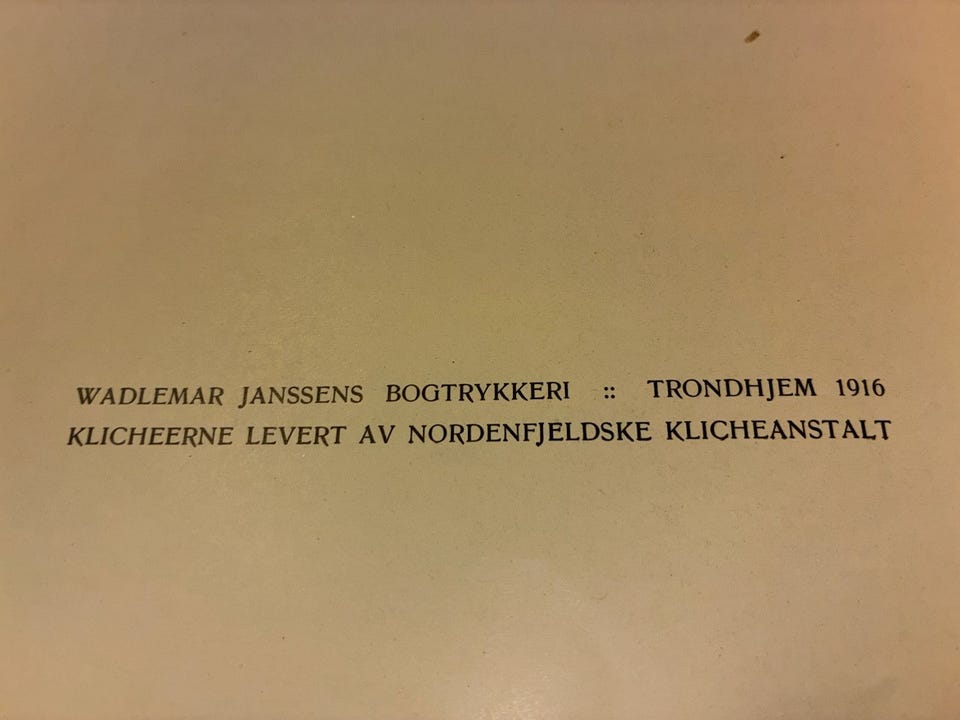 WADLEMAR JANSSENS BOGTRYKKERI :: TRONDHJEM 1916
KLICHEERNE LEVERT AV NORDENFJELDSKE KLICHEANSTALT